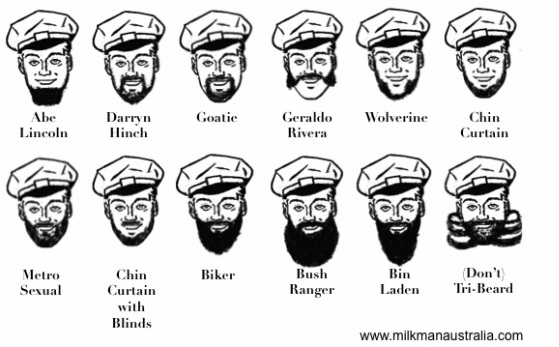 Abe
Lincoln
Darryn
Hinch
Goatie
Geraldo
Rivera
Wolverine
Chin
Curtain
Metro
Sexual
Chin
Curtain
with
Blinds
Biker
Bush
Ranger
Bin
Laden
(Don't)
Tri-Beard
www.milkmanaustralia.com